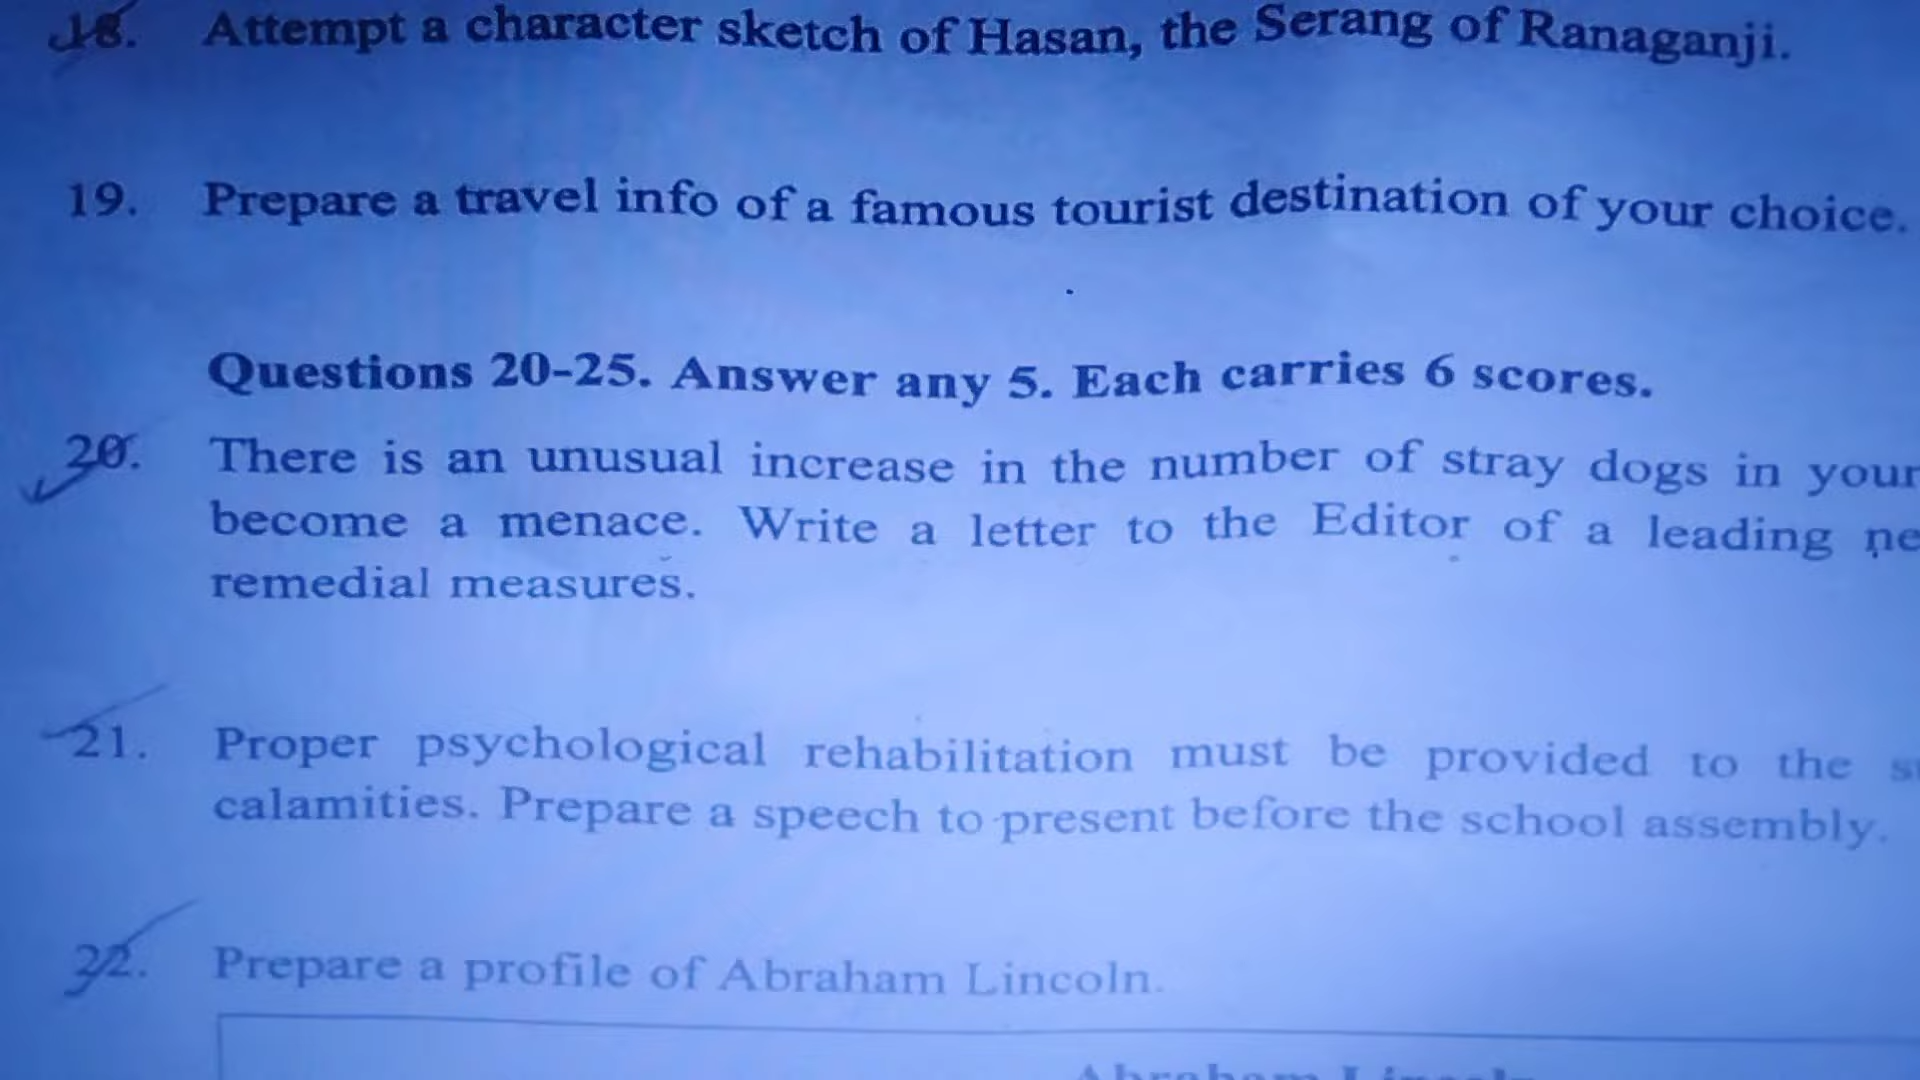 18. Attempt a character sketch of Hasan, the Serang of Ranaganji.
19. Prepare a travel info of a famous tourist destination of your choice.
Questions 20-25. Answer any 5. Each carries 6 scores.
20. There is an unusual increase in the number of stray dogs in your
become a menace. Write a letter to the Editor of a leading
remedial measures.
21. Proper psychological rehabilitation must be provided to the
calamities. Prepare a speech to present before the school assembly.
22. Prepare a profile of Abraham Lincoln.
Abraham Lincoln